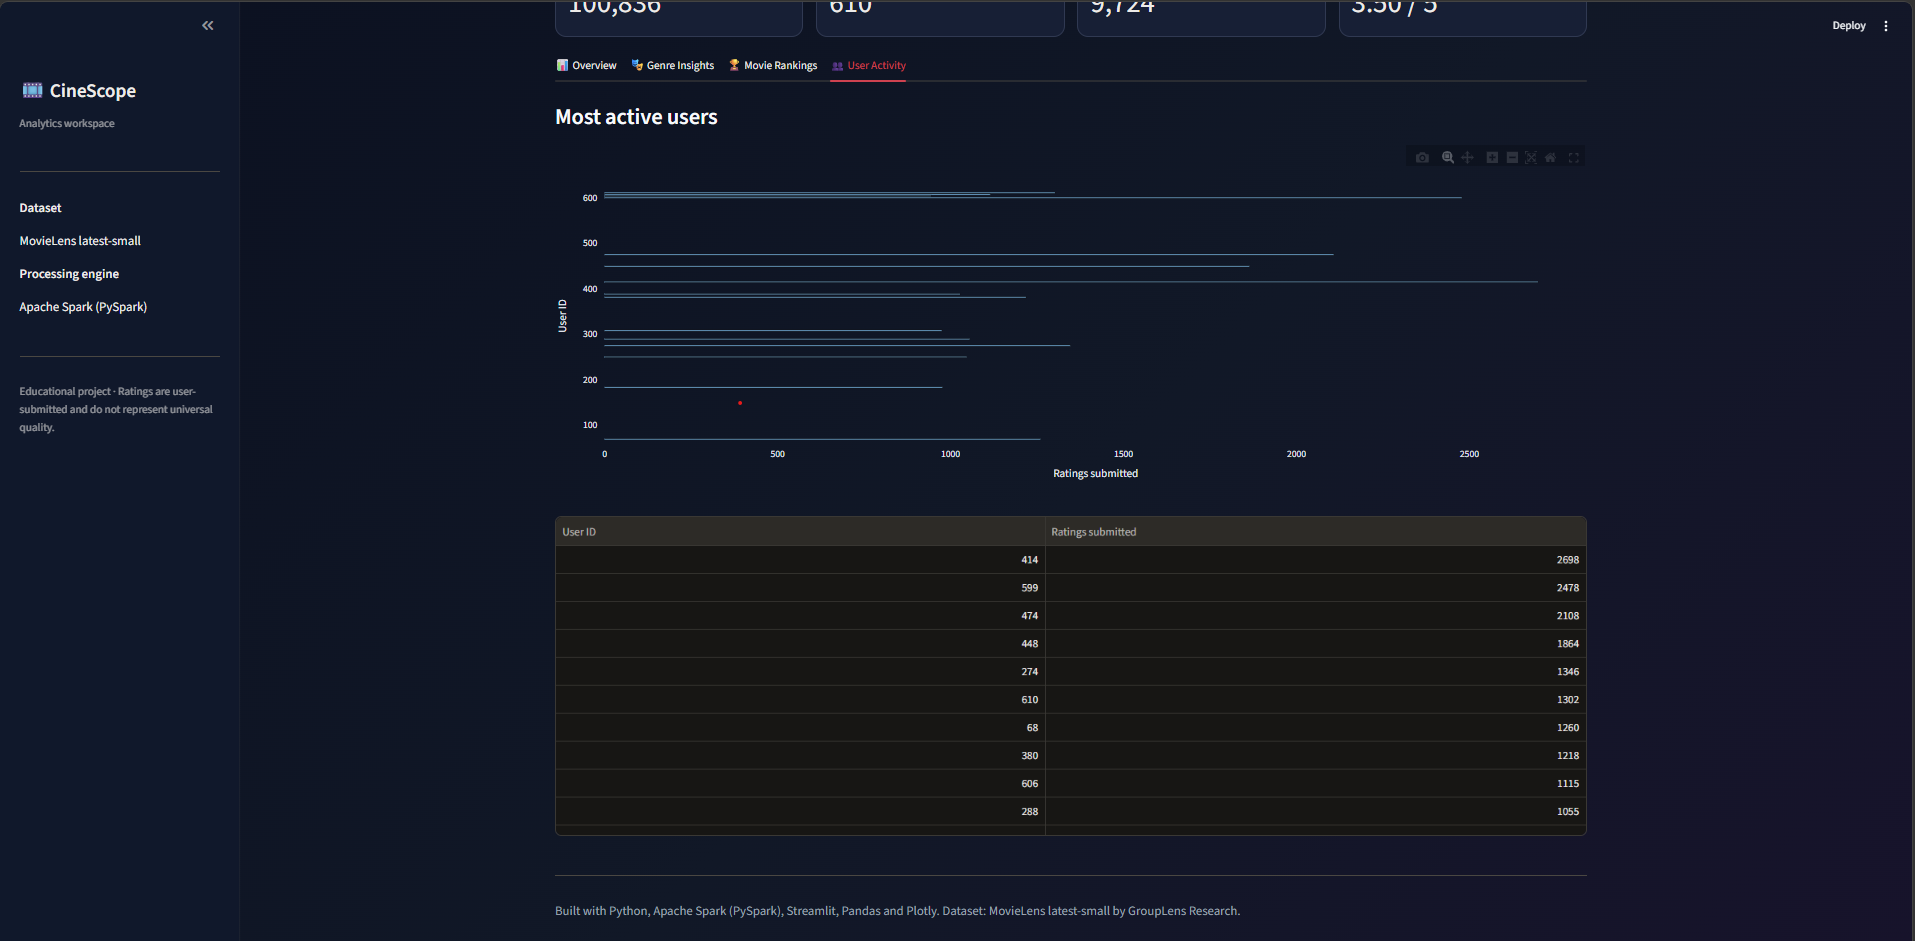 100,836
610
9,724
3.50 / 5
Deploy
CineScope
Analytics workspace
Dataset
MovieLens latest-small
Processing engine
Apache Spark (PySpark)
Educational project · Ratings are user-
submitted and do not represent universal
quality.
Overview
Genre Insights
Movie Rankings
User Activity
Most active users
User ID
600
500
400
300
200
100
0
500
1000
1500
2000
2500
Ratings submitted
User ID Ratings submitted
414 2698
599 2478
474 2108
448 1864
274 1346
610 1302
68 1260
380 1218
606 1115
288 1055
Built with Python, Apache Spark (PySpark), Streamlit, Pandas and Plotly. Dataset: MovieLens latest-small by GroupLens Research.